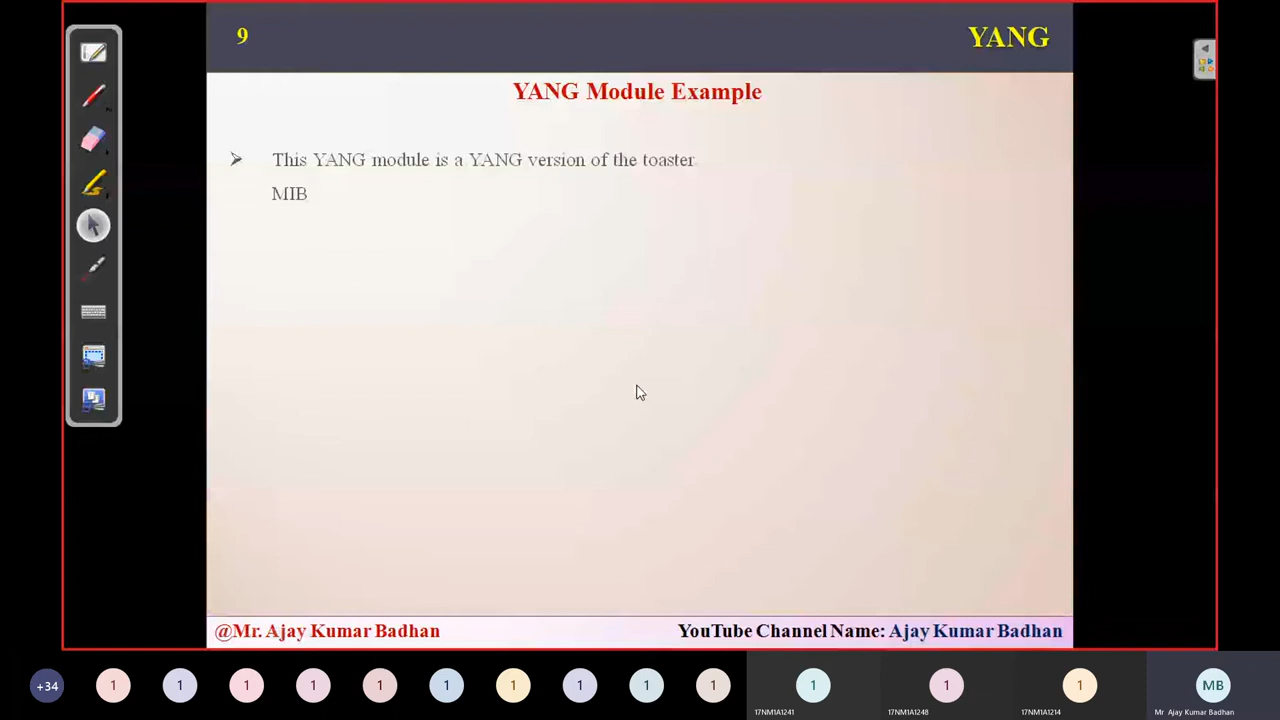 9
YANG
YANG Module Example
➢ This YANG module is a YANG version of the toaster
MIB
@Mr. Ajay Kumar Badhan
YouTube Channel Name: Ajay Kumar Badhan
+34
1
1
1
1
1
1
1
1
1
1
1
1
1
MB
17NM1A1241
17NM1A1248
17NM1A1214
Mr Ajay Kumar Badhan